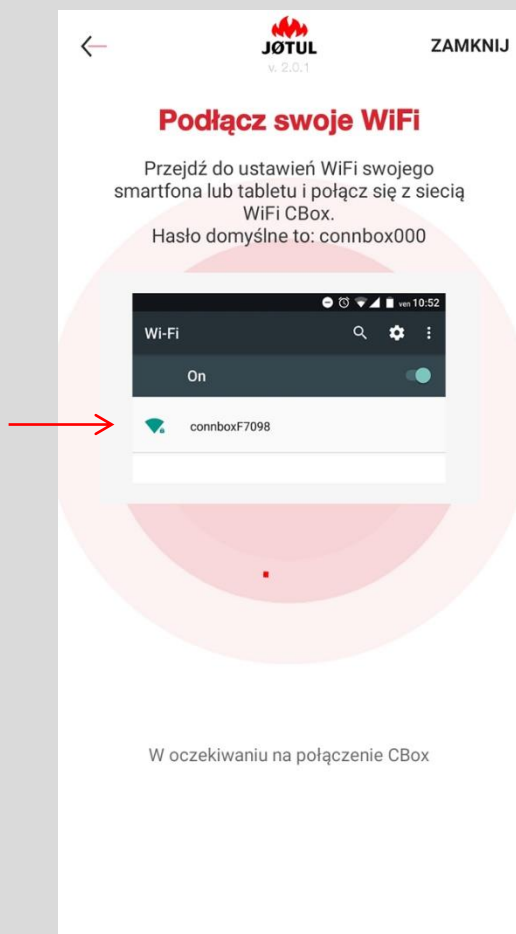 JØTUL
ZAMKNIJ
v. 2.0.1
Podłącz swoje WiFi
Przejdź do ustawień WiFi swojego
smartfona lub tabletu i połącz się z siecią
WiFi CBox.
Hasło domyślne to: connbox000
ven 10:52
Wi-Fi
On
connboxF7098
W oczekiwaniu na połączenie CBox